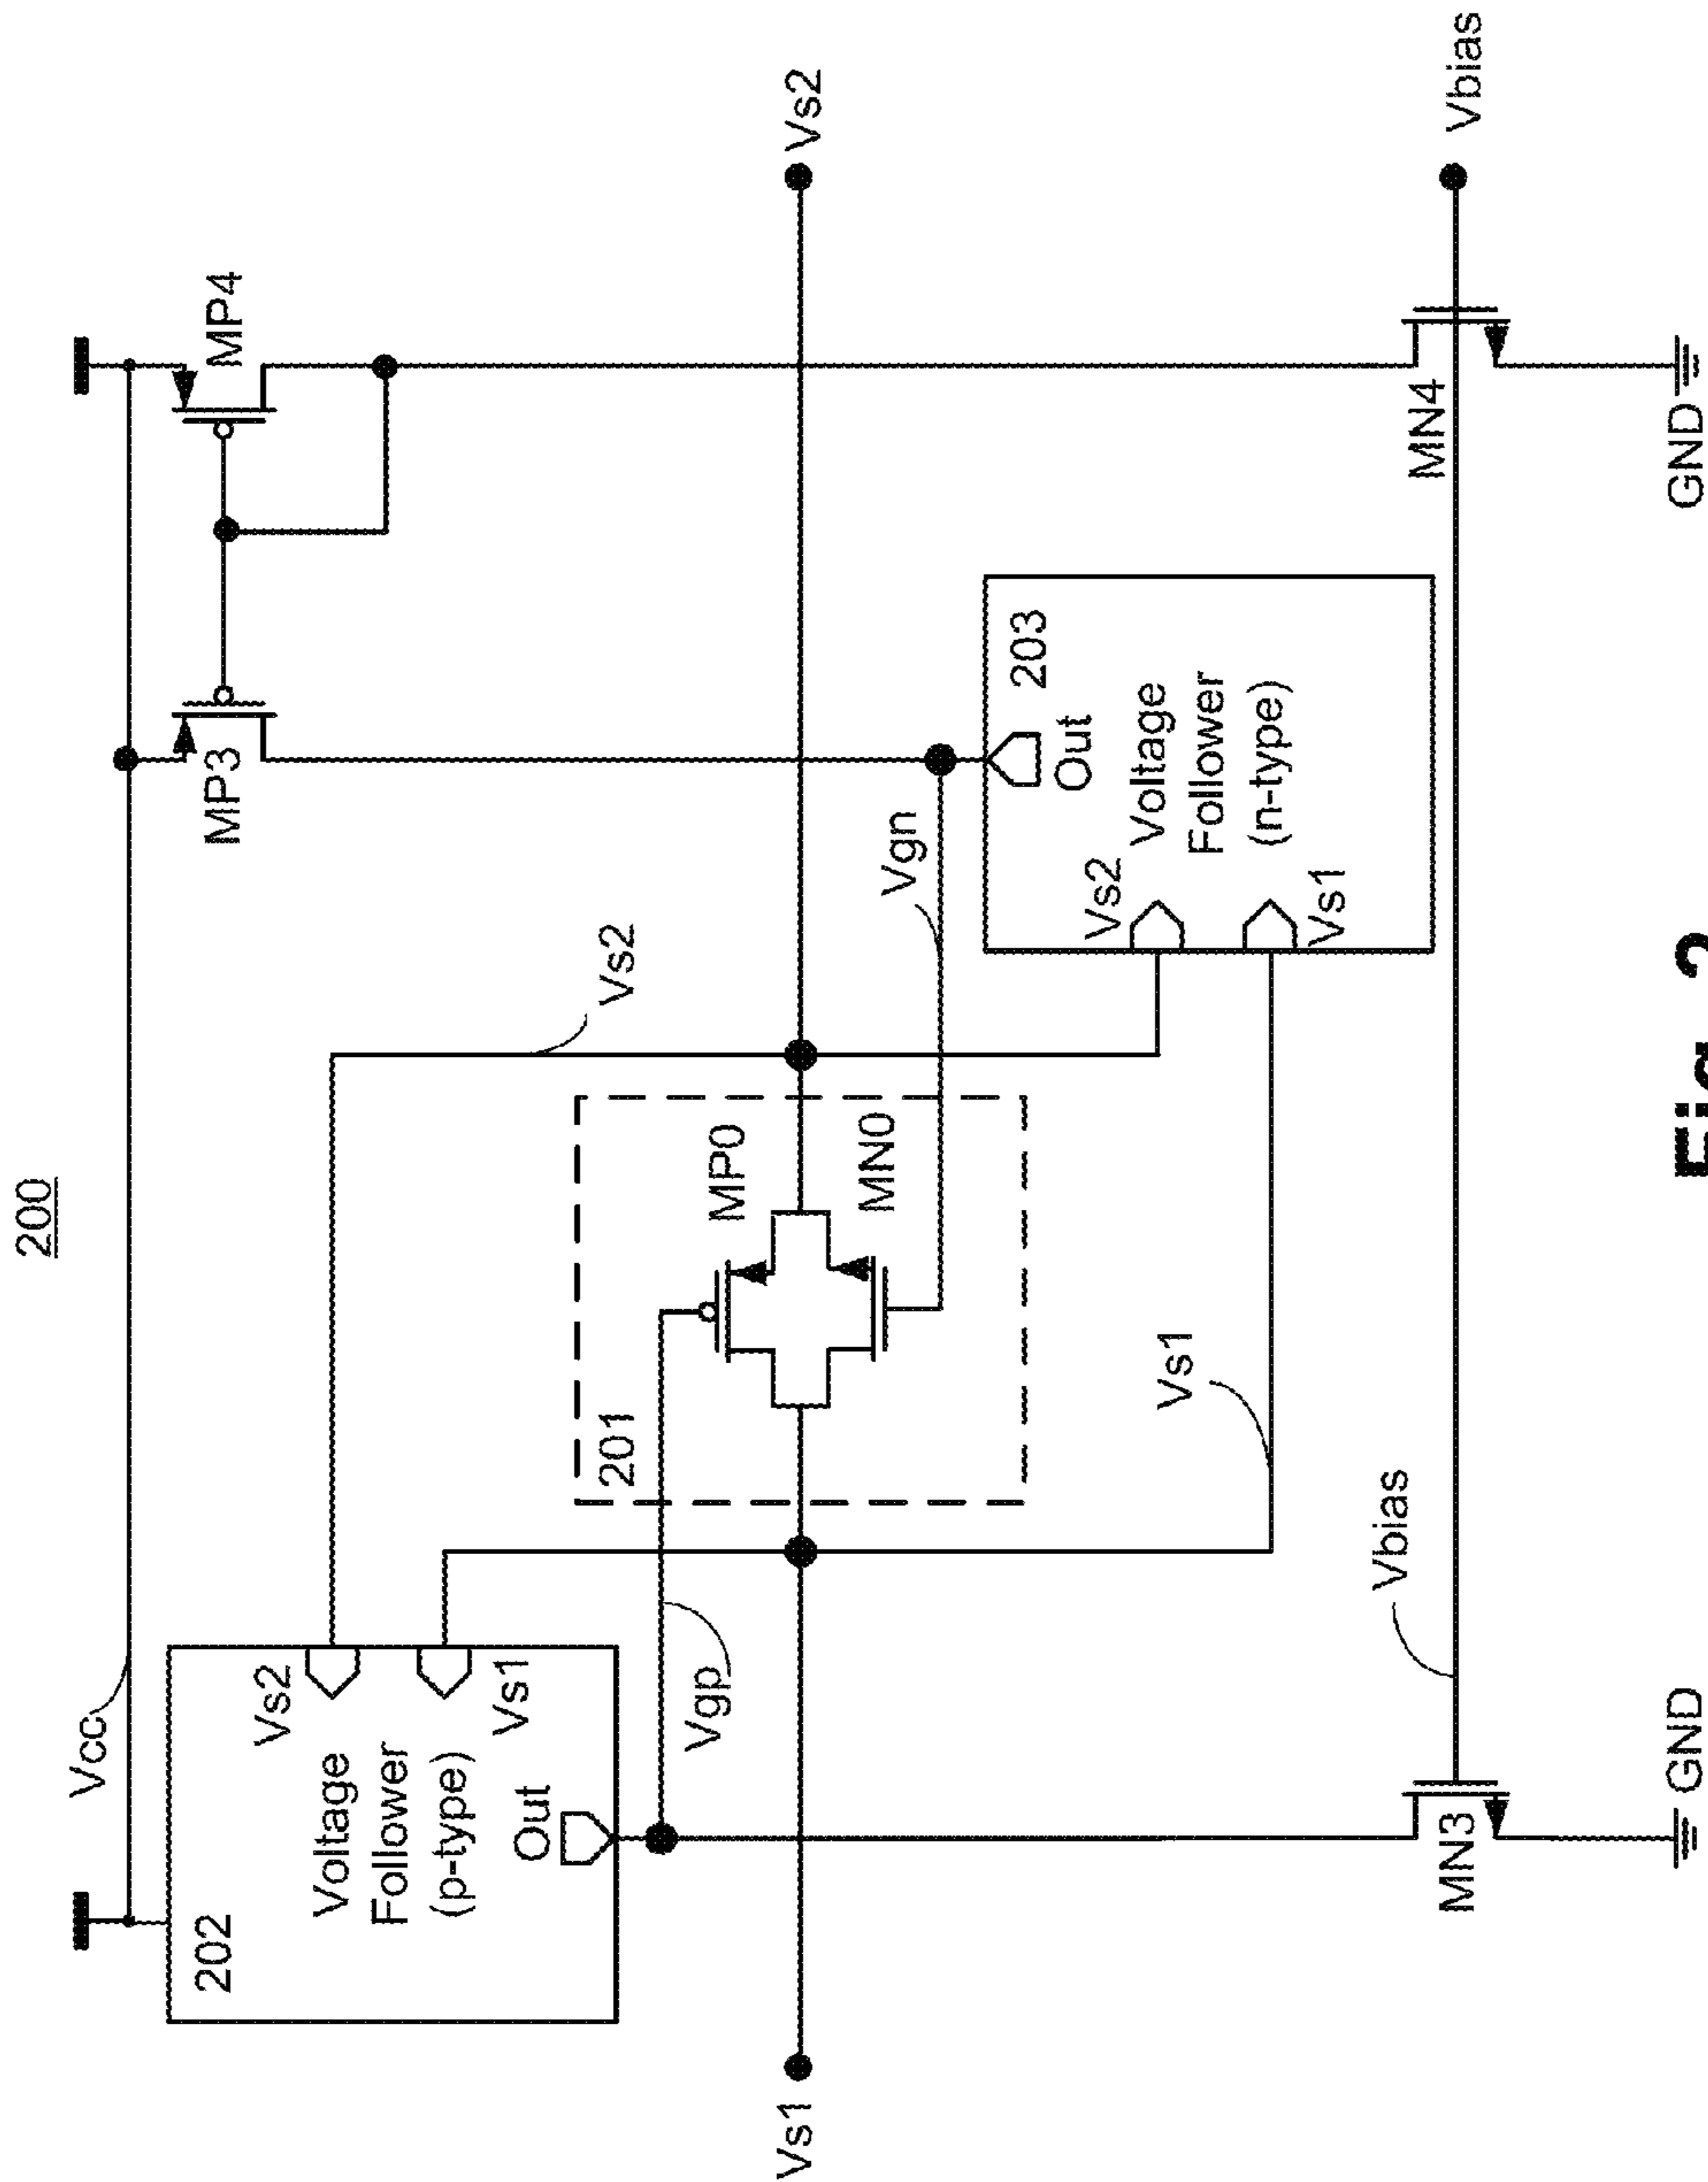 200
Vcc
202
Voltage
Follower
(p-type)
Vs2
Vs1
Out
MP3
MP4
Vgp
Vs2
201
MP0
MN0
Vs1
Vs2
Vgn
203
Out
Voltage
Follower
(n-type)
Vs2
Vs1
Vs1
Vbias
Vbias
MN3
MN4
GND
GND